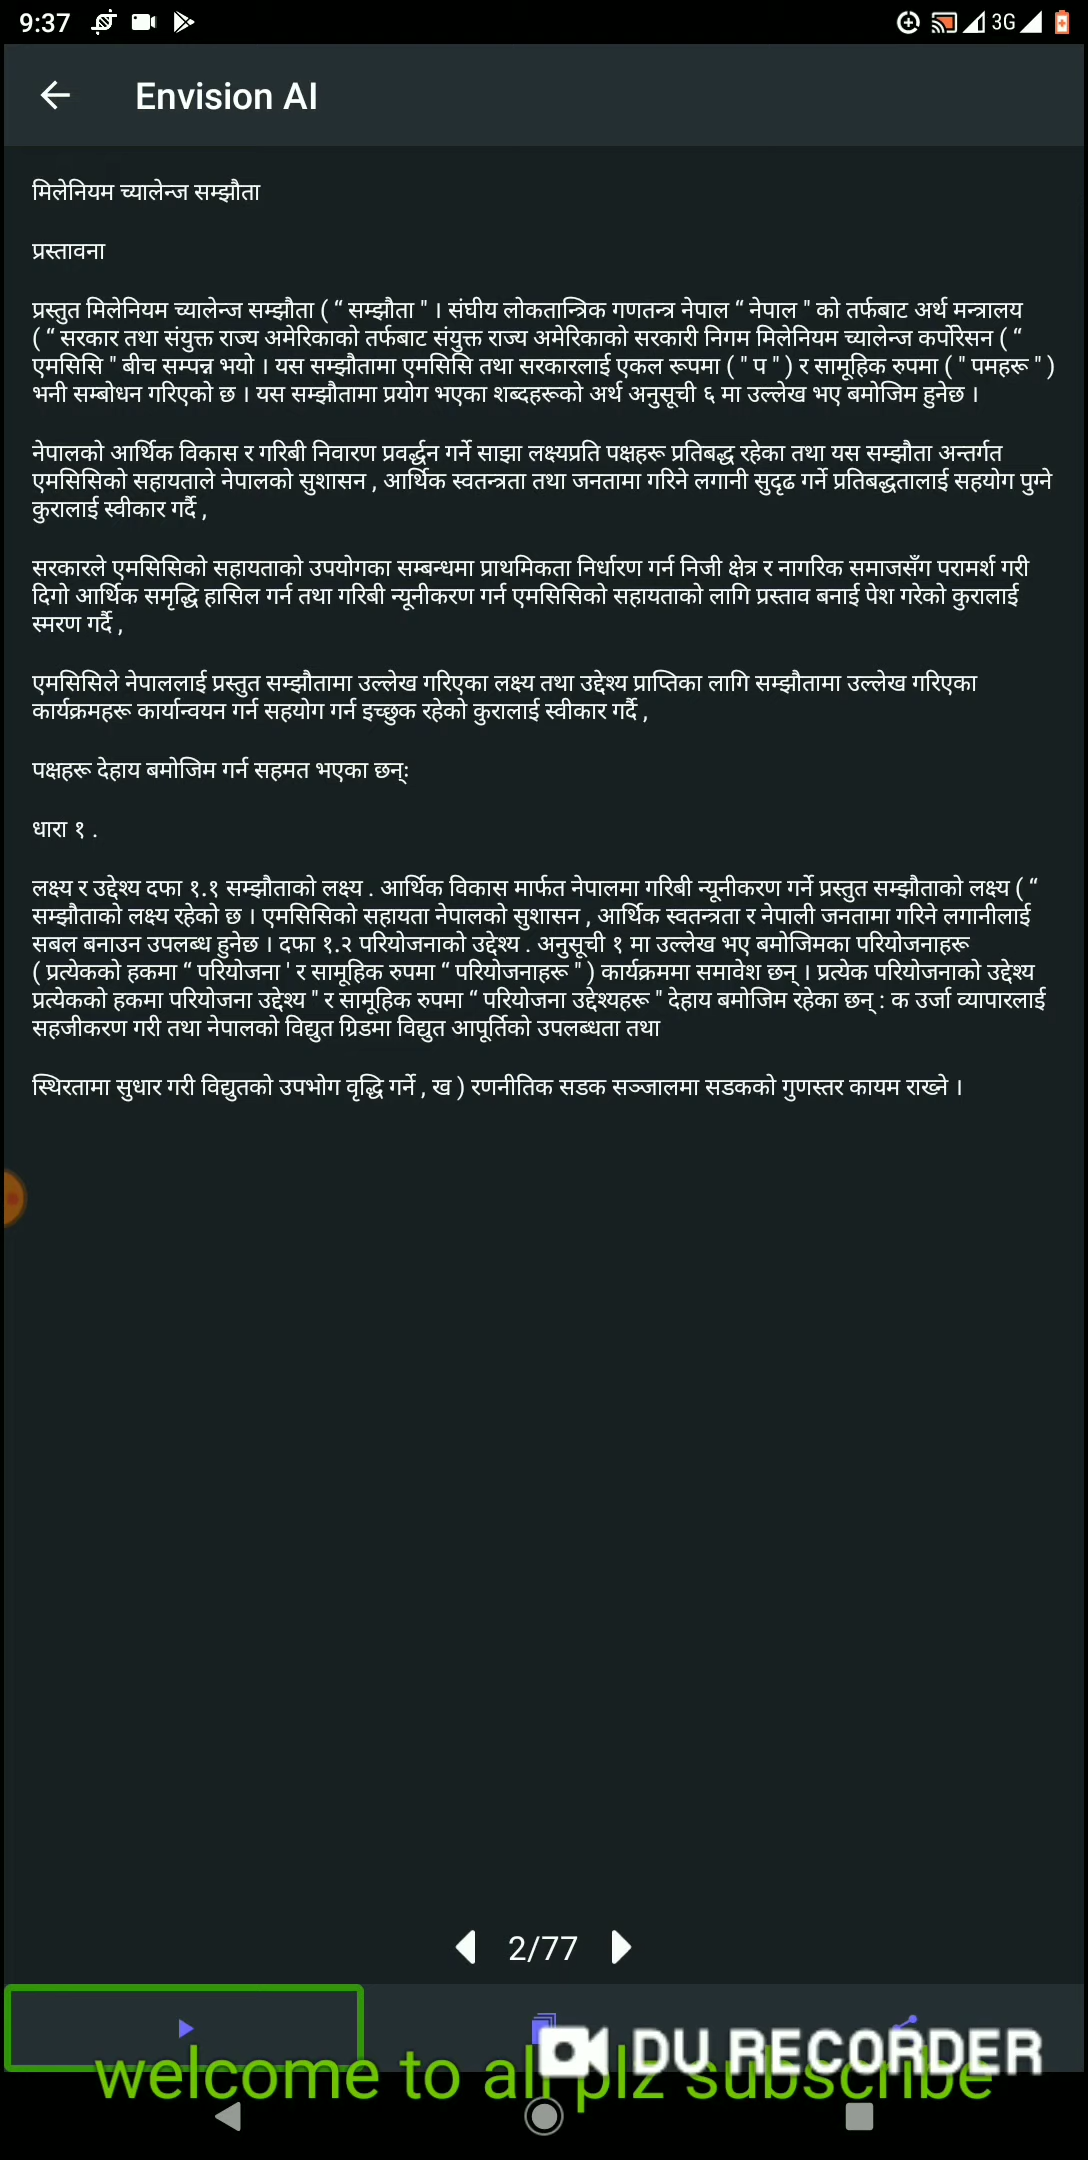 9:37
3G
Envision AI
मिलेनियम च्यालेन्ज सम्झौता
प्रस्तावना
प्रस्तुत मिलेनियम च्यालेन्ज सम्झौता ( “ सम्झौता " । संघीय लोकतान्त्रिक गणतन्त्र नेपाल “ नेपाल " को तर्फबाट अर्थ मन्त्रालय
( “ सरकार तथा संयुक्त राज्य अमेरिकाको तर्फबाट संयुक्त राज्य अमेरिकाको सरकारी निगम मिलेनियम च्यालेन्ज कर्पोरेसन ( “
एमसिसि " बीच सम्पन्न भयो । यस सम्झौतामा एमसिसि तथा सरकारलाई एकल रूपमा ( " प " ) र सामूहिक रुपमा ( " पमहरू " )
भनी सम्बोधन गरिएको छ । यस सम्झौतामा प्रयोग भएका शब्दहरूको अर्थ अनुसूची ६ मा उल्लेख भए बमोजिम हुनेछ ।
नेपालको आर्थिक विकास र गरिबी निवारण प्रवर्द्धन गर्ने साझा लक्ष्यप्रति पक्षहरू प्रतिबद्ध रहेका तथा यस सम्झौता अन्तर्गत
एमसिसिको सहायताले नेपालको सुशासन , आर्थिक स्वतन्त्रता तथा जनतामा गरिने लगानी सुदृढ गर्ने प्रतिबद्धतालाई सहयोग पुग्ने
कुरालाई स्वीकार गर्दै ,
सरकारले एमसिसिको सहायताको उपयोगका सम्बन्धमा प्राथमिकता निर्धारण गर्न निजी क्षेत्र र नागरिक समाजसँग परामर्श गरी
दिगो आर्थिक समृद्धि हासिल गर्न तथा गरिबी न्यूनीकरण गर्न एमसिसिको सहायताको लागि प्रस्ताव बनाई पेश गरेको कुरालाई
स्मरण गर्दै ,
एमसिसिले नेपाललाई प्रस्तुत सम्झौतामा उल्लेख गरिएका लक्ष्य तथा उद्देश्य प्राप्तिका लागि सम्झौतामा उल्लेख गरिएका
कार्यक्रमहरू कार्यान्वयन गर्न सहयोग गर्न इच्छुक रहेको कुरालाई स्वीकार गर्दै ,
पक्षहरू देहाय बमोजिम गर्न सहमत भएका छन्:
धारा १ .
लक्ष्य र उद्देश्य दफा १.१ सम्झौताको लक्ष्य . आर्थिक विकास मार्फत नेपालमा गरिबी न्यूनीकरण गर्ने प्रस्तुत सम्झौताको लक्ष्य ( “
सम्झौताको लक्ष्य रहेको छ । एमसिसिको सहायता नेपालको सुशासन , आर्थिक स्वतन्त्रता र नेपाली जनतामा गरिने लगानीलाई
सबल बनाउन उपलब्ध हुनेछ । दफा १.२ परियोजनाको उद्देश्य . अनुसूची १ मा उल्लेख भए बमोजिमका परियोजनाहरू
( प्रत्येकको हकमा “ परियोजना ' र सामूहिक रुपमा “ परियोजनाहरू " ) कार्यक्रममा समावेश छन् । प्रत्येक परियोजनाको उद्देश्य
प्रत्येकको हकमा परियोजना उद्देश्य " र सामूहिक रुपमा “ परियोजना उद्देश्यहरू " देहाय बमोजिम रहेका छन् : क उर्जा व्यापारलाई
सहजीकरण गरी तथा नेपालको विद्युत ग्रिडमा विद्युत आपूर्तिको उपलब्धता तथा
स्थिरतामा सुधार गरी विद्युतको उपभोग वृद्धि गर्ने , ख ) रणनीतिक सडक सञ्जालमा सडकको गुणस्तर कायम राख्ने ।
2/77
DU RECORDER
welcome to all plz subscribe